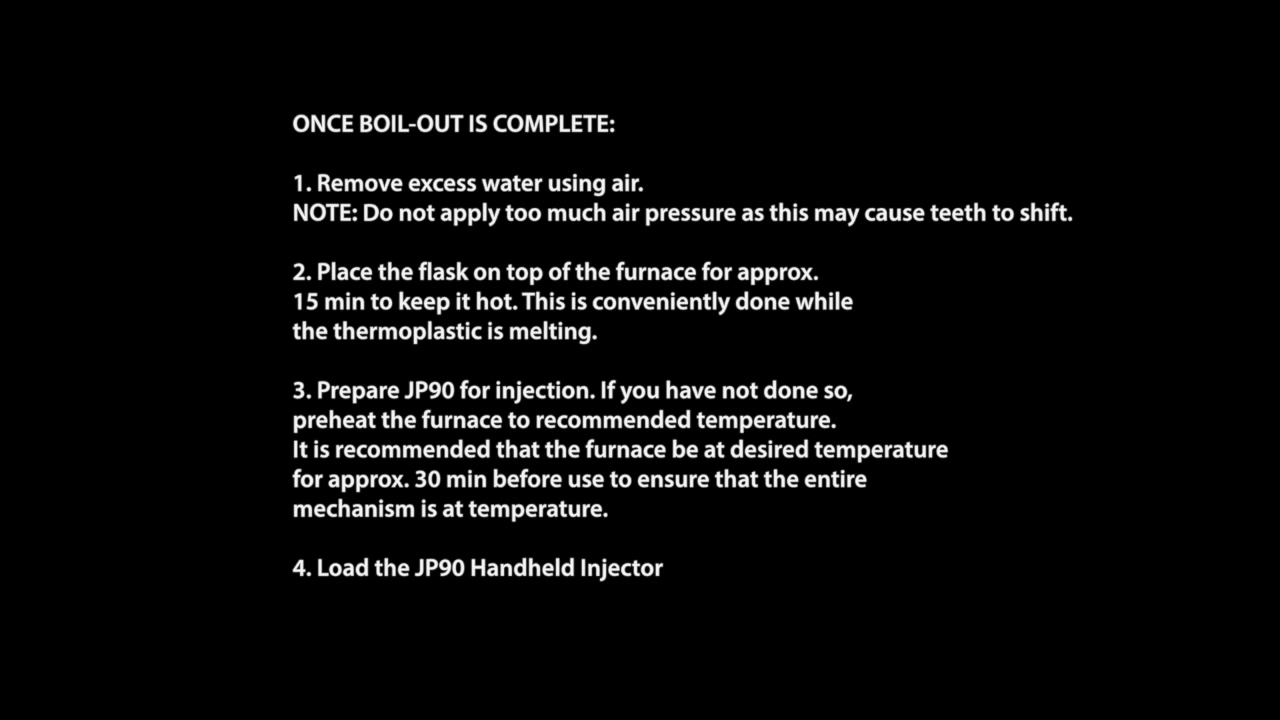 ONCE BOIL-OUT IS COMPLETE:
1. Remove excess water using air.
NOTE: Do not apply too much air pressure as this may cause teeth to shift.
2. Place the flask on top of the furnace for approx.
15 min to keep it hot. This is conveniently done while
the thermoplastic is melting.
3. Prepare JP90 for injection. If you have not done so,
preheat the furnace to recommended temperature.
It is recommended that the furnace be at desired temperature
for approx. 30 min before use to ensure that the entire
mechanism is at temperature.
4. Load the JP90 Handheld Injector